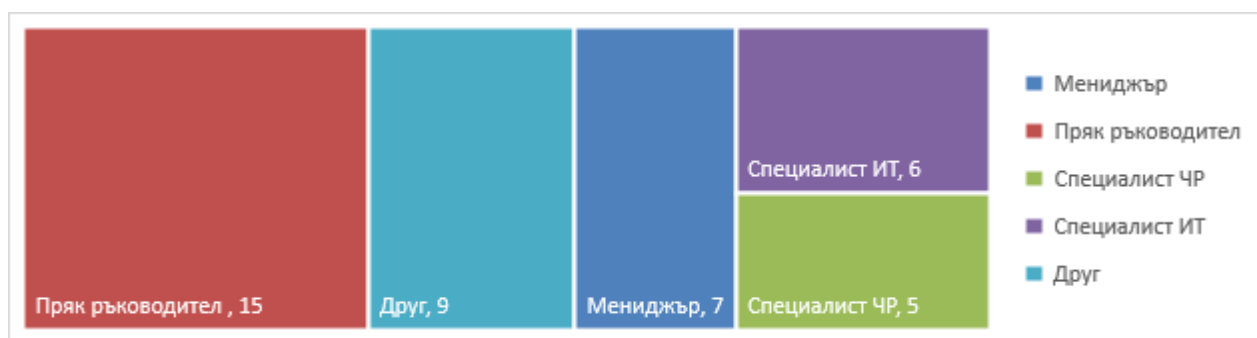 Пряк ръководител , 15
Друг, 9
Мениджър, 7
Специалист ИТ, 6
Специалист ЧР, 5
Мениджър
Пряк ръководител
Специалист ЧР
Специалист ИТ
Друг